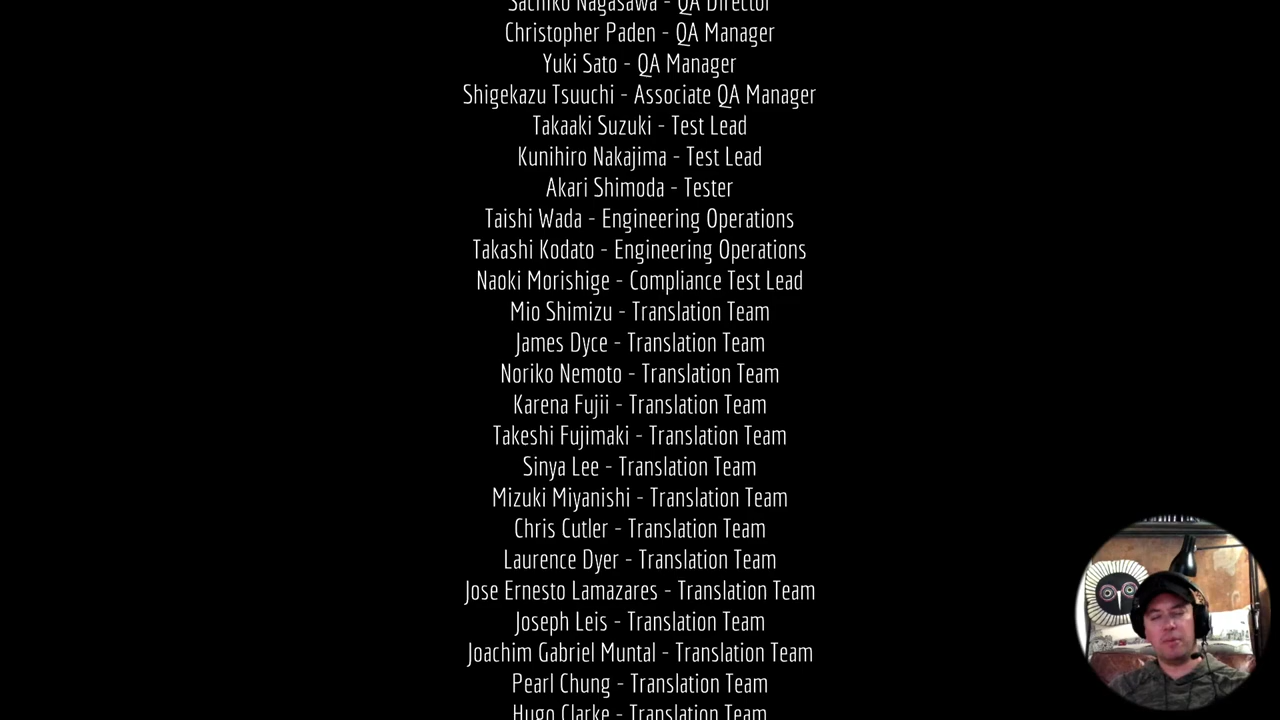 Sachiko Nagasawa - QA Director
Christopher Paden - QA Manager
Yuki Sato - QA Manager
Shigekazu Tsuuchi - Associate QA Manager
Takaaki Suzuki - Test Lead
Kunihiro Nakajima - Test Lead
Akari Shimoda - Tester
Taishi Wada - Engineering Operations
Takashi Kodato - Engineering Operations
Naoki Morishige - Compliance Test Lead
Mio Shimizu - Translation Team
James Dyce - Translation Team
Noriko Nemoto - Translation Team
Karena Fujii - Translation Team
Takeshi Fujimaki - Translation Team
Sinya Lee - Translation Team
Mizuki Miyanishi - Translation Team
Chris Cutler - Translation Team
Laurence Dyer - Translation Team
Jose Ernesto Lamazares - Translation Team
Joseph Leis - Translation Team
Joachim Gabriel Muntal - Translation Team
Pearl Chung - Translation Team
Hugo Clarke - Translation Team